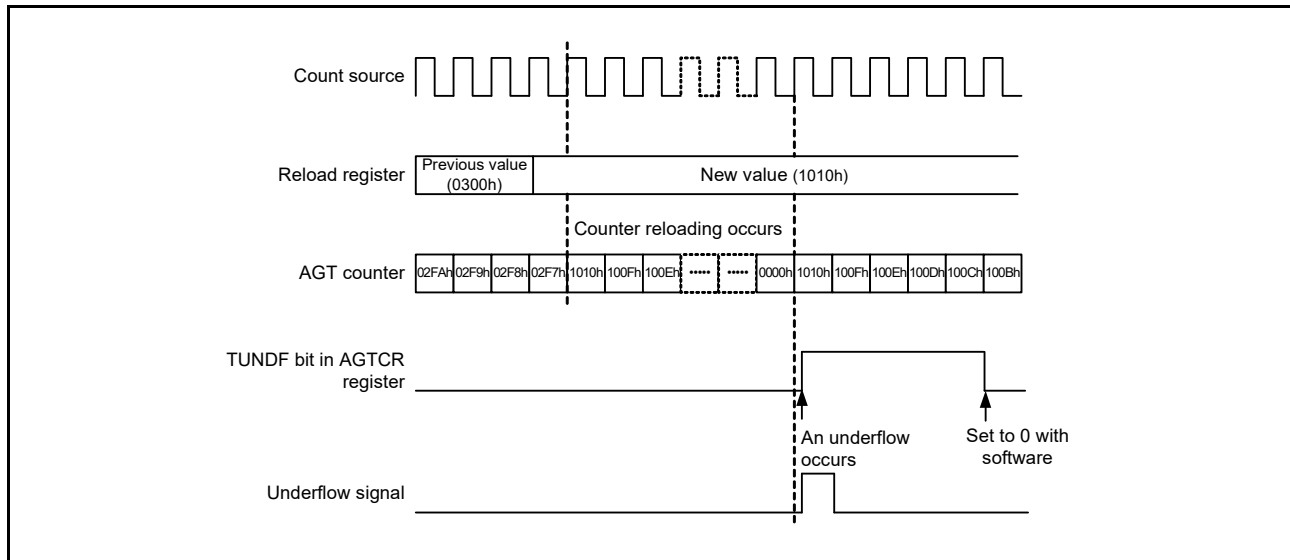 Count source
Reload register
Previous value
(0300h)
New value (1010h)
Counter reloading occurs
AGT counter
02FAh 02F9h 02F8h 02F7h 1010h 100Fh 100Eh ..... ..... 0000h 1010h 100Fh 100Eh 100Dh 100Ch 100Bh
TUNDF bit in AGTCR
register
An underflow
occurs
Set to 0 with
software
Underflow signal